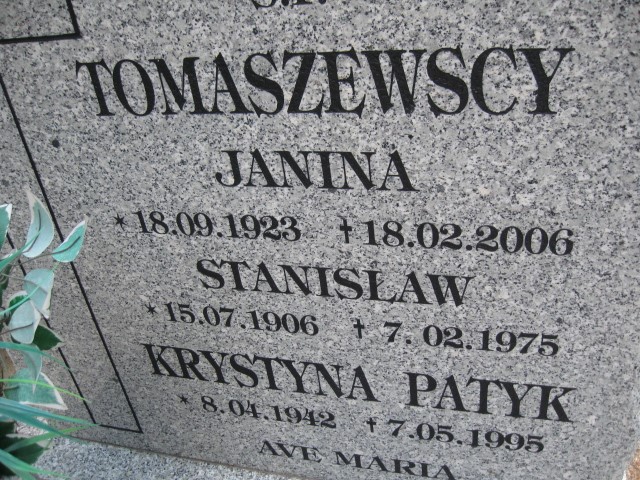 Ś.P.
TOMASZEWSCY
JANINA
* 18.09.1923 † 18.02.2006
STANISŁAW
* 15.07.1906 † 7.02.1975
KRYSTYNA PATYK
* 8.04.1942 † 7.05.1995
AVE MARIA